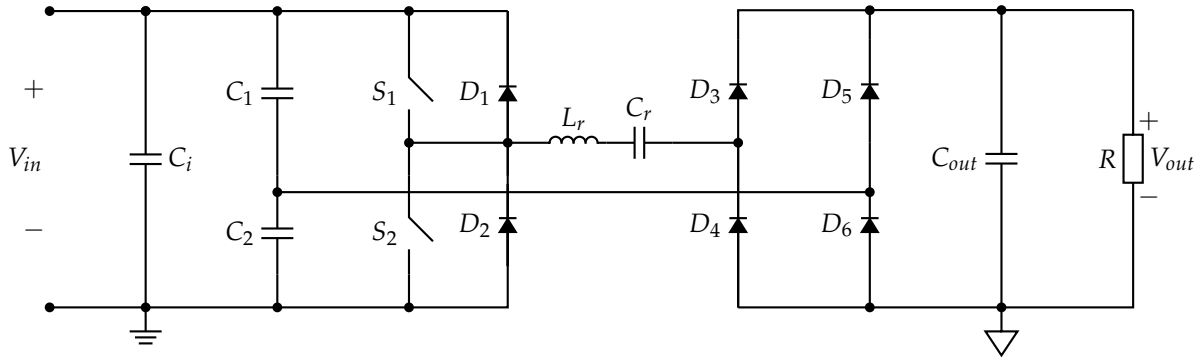 +
V_in
−
C_i
C_1
C_2
S_1
S_2
D_1
D_2
L_r
C_r
D_3
D_4
D_5
D_6
C_out
R
+
V_out
−